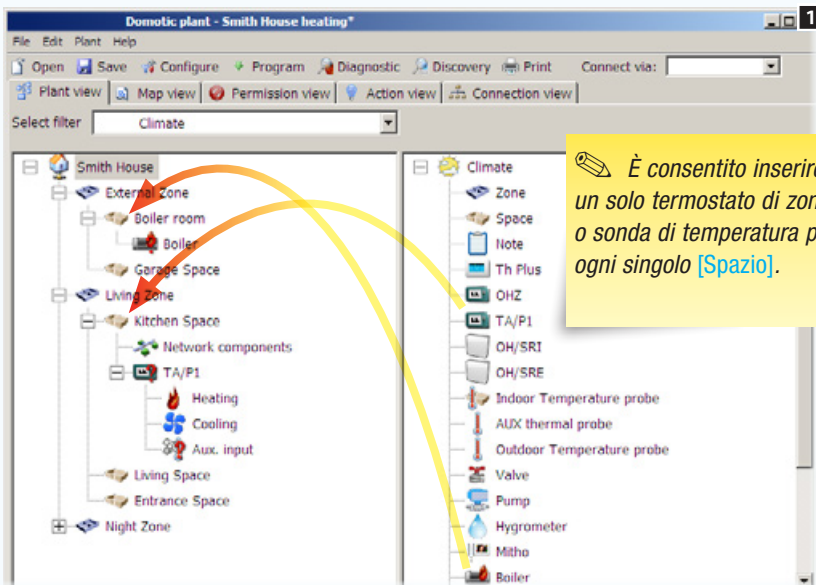 Domotic plant - Smith House heating*
1
File Edit Plant Help
Open Save Configure Program Diagnostic Discovery Print Connect via:
Plant view Map view Permission view Action view Connection view
Select filter Climate
Smith House
External Zone
Boiler room
Boiler
Garage Space
Living Zone
Kitchen Space
Network components
TA/P1
Heating
Cooling
Aux. input
Living Space
Entrance Space
Night Zone
Climate
Zone
Space
Note
Th Plus
OHZ
TA/P1
OH/SRI
OH/SRE
Indoor Temperature probe
AUX thermal probe
Outdoor Temperature probe
Valve
Pump
Hygrometer
Mitho
Boiler
È consentito inserire
un solo termostato di zon
o sonda di temperatura p
ogni singolo [Spazio].